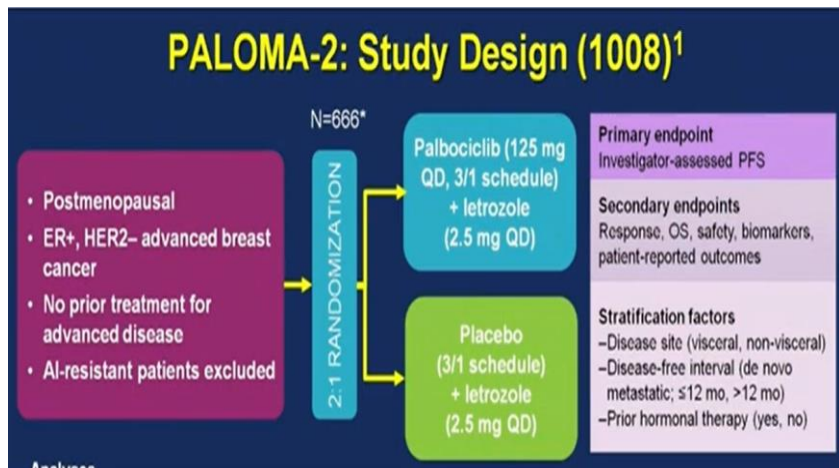 PALOMA-2: Study Design (1008)¹
N=666*
• Postmenopausal
• ER+, HER2– advanced breast
cancer
• No prior treatment for
advanced disease
• AI-resistant patients excluded
2:1 RANDOMIZATION
Palbociclib (125 mg
QD, 3/1 schedule)
+ letrozole
(2.5 mg QD)
Placebo
(3/1 schedule)
+ letrozole
(2.5 mg QD)
Primary endpoint
Investigator-assessed PFS
Secondary endpoints
Response, OS, safety, biomarkers,
patient-reported outcomes
Stratification factors
–Disease site (visceral, non-visceral)
–Disease-free interval (de novo
metastatic; ≤12 mo, >12 mo)
–Prior hormonal therapy (yes, no)